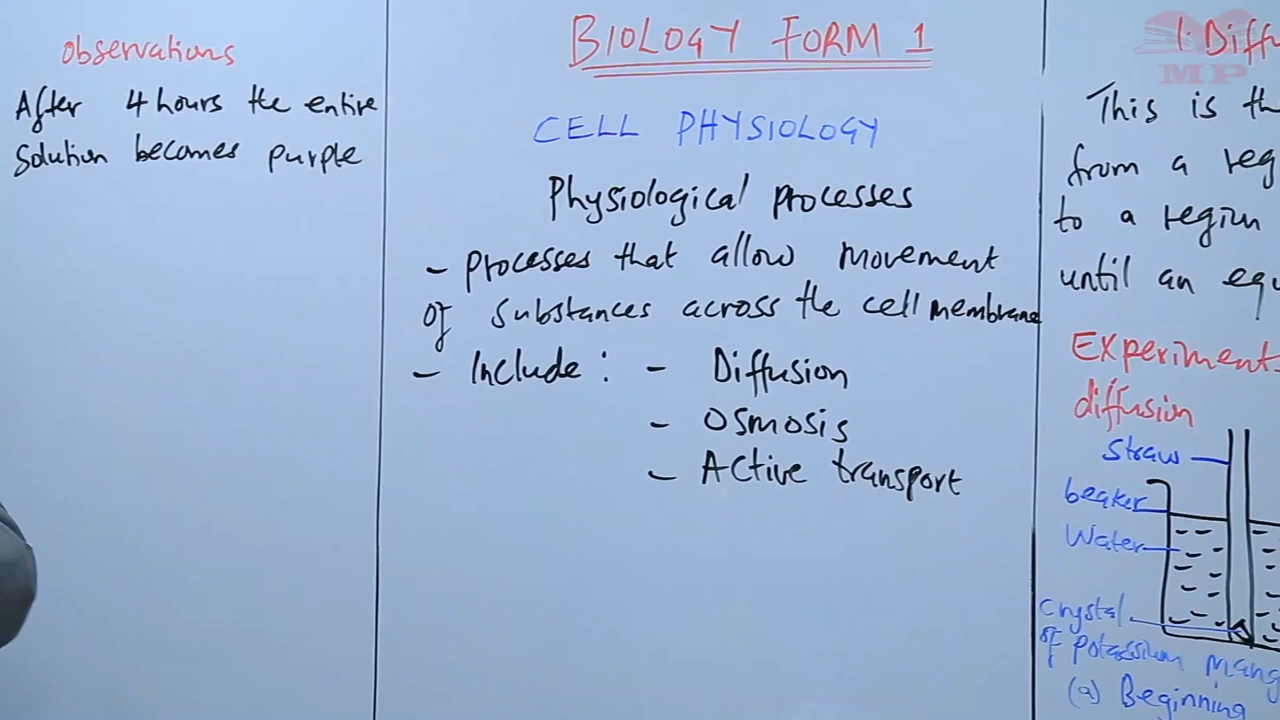 Observations
After 4 hours the entire
Solution becomes purple
BIOLOGY FORM 1
CELL PHYSIOLOGY
Physiological processes
- Processes that allow movement
of substances across the cell membrane
- Include : - Diffusion
- Osmosis
- Active transport
1. Diffu
This is th
from a reg
to a region
until an equ
Experiment
diffusion
Straw
beaker
Water
Crystal
of potassium mang
(a) Beginning
MP